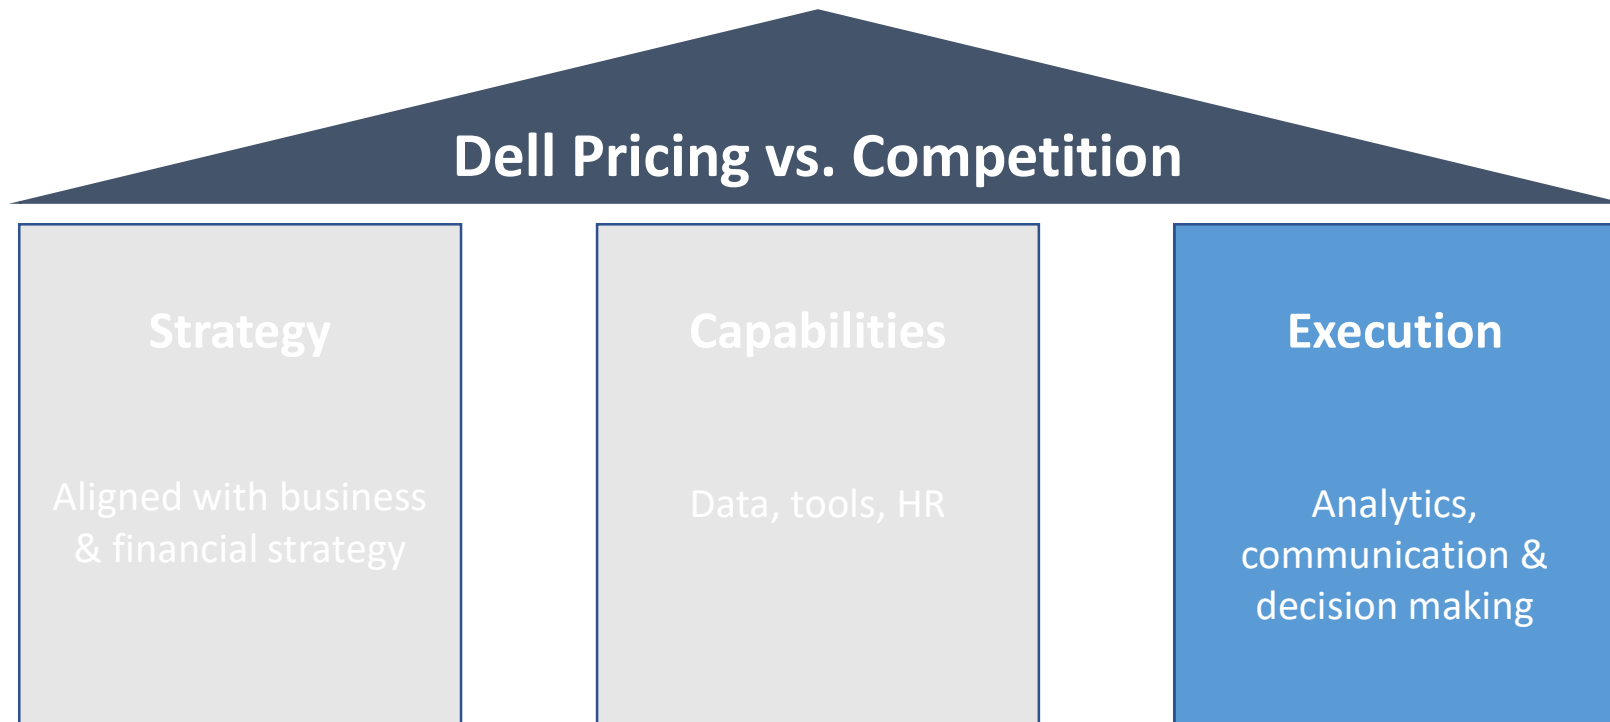 Dell Pricing vs. Competition
Strategy
Aligned with business
& financial strategy
Capabilities
Data, tools, HR
Execution
Analytics,
communication &
decision making